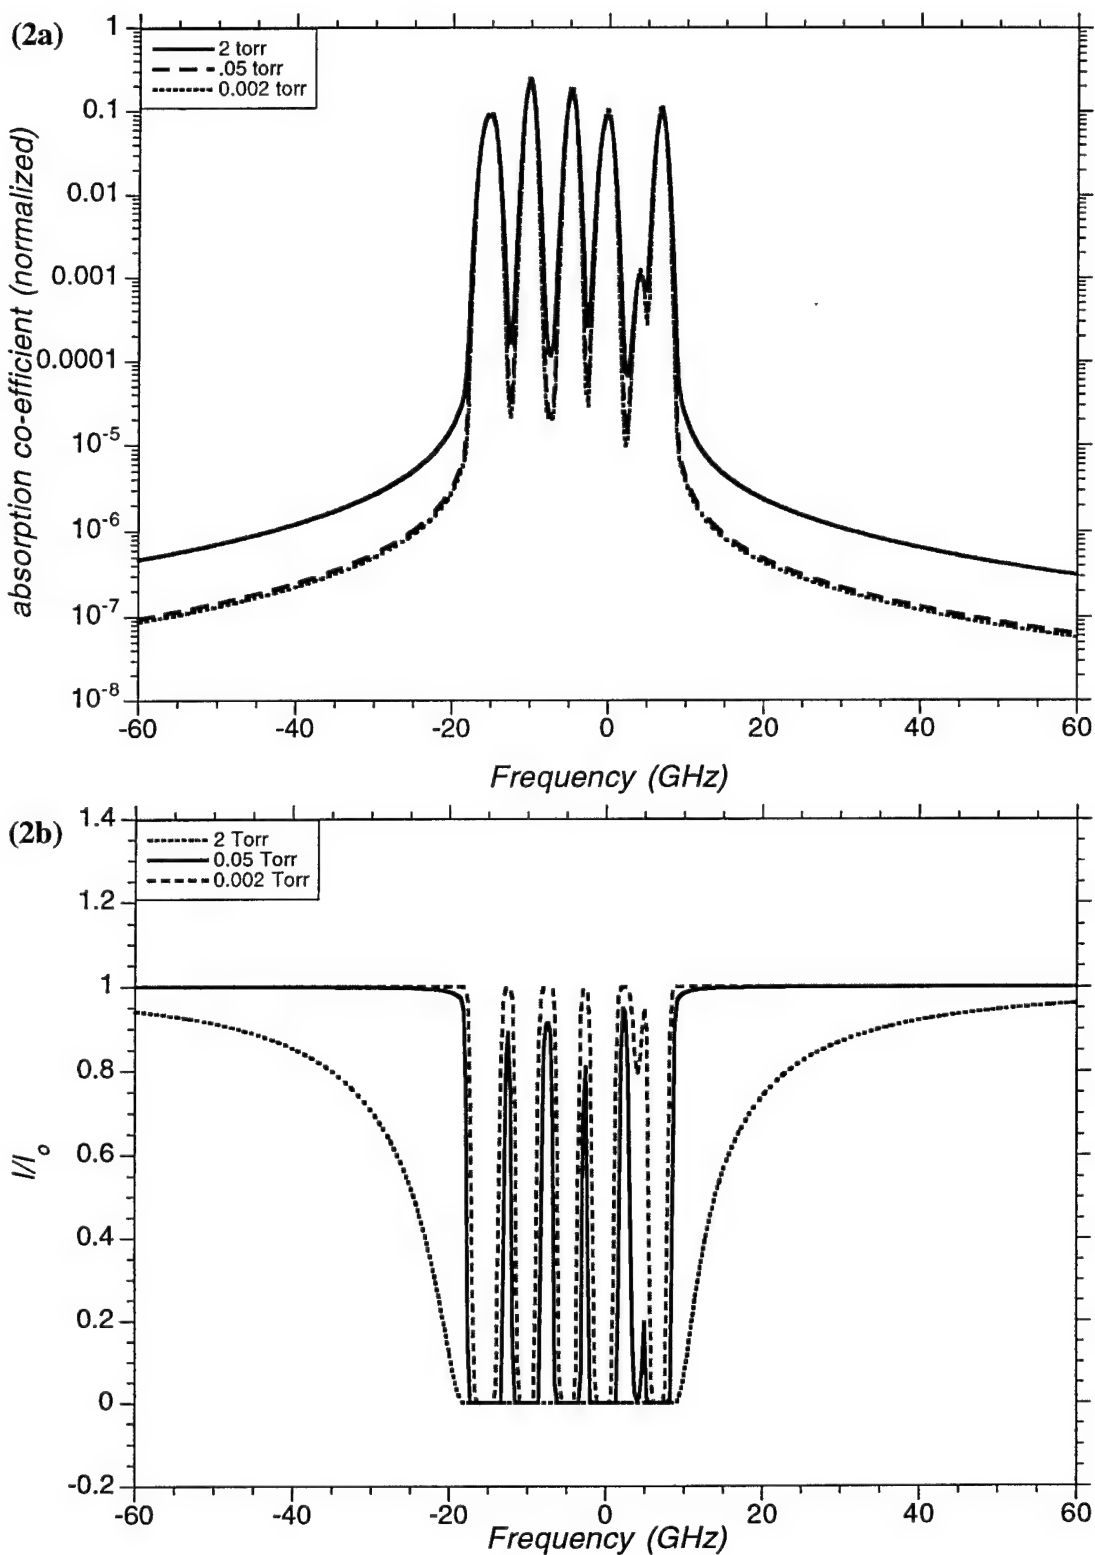 (2a)
2 torr
.05 torr
0.002 torr
absorption co-efficient (normalized)
1
0.1
0.01
0.001
0.0001
10-5
10-6
10-7
10-8
-60 -40 -20 0 20 40 60
Frequency (GHz)
(2b)
2 Torr
0.05 Torr
0.002 Torr
I/Io
1.4
1.2
1
0.8
0.6
0.4
0.2
0
-0.2
-60 -40 -20 0 20 40 60
Frequency (GHz)